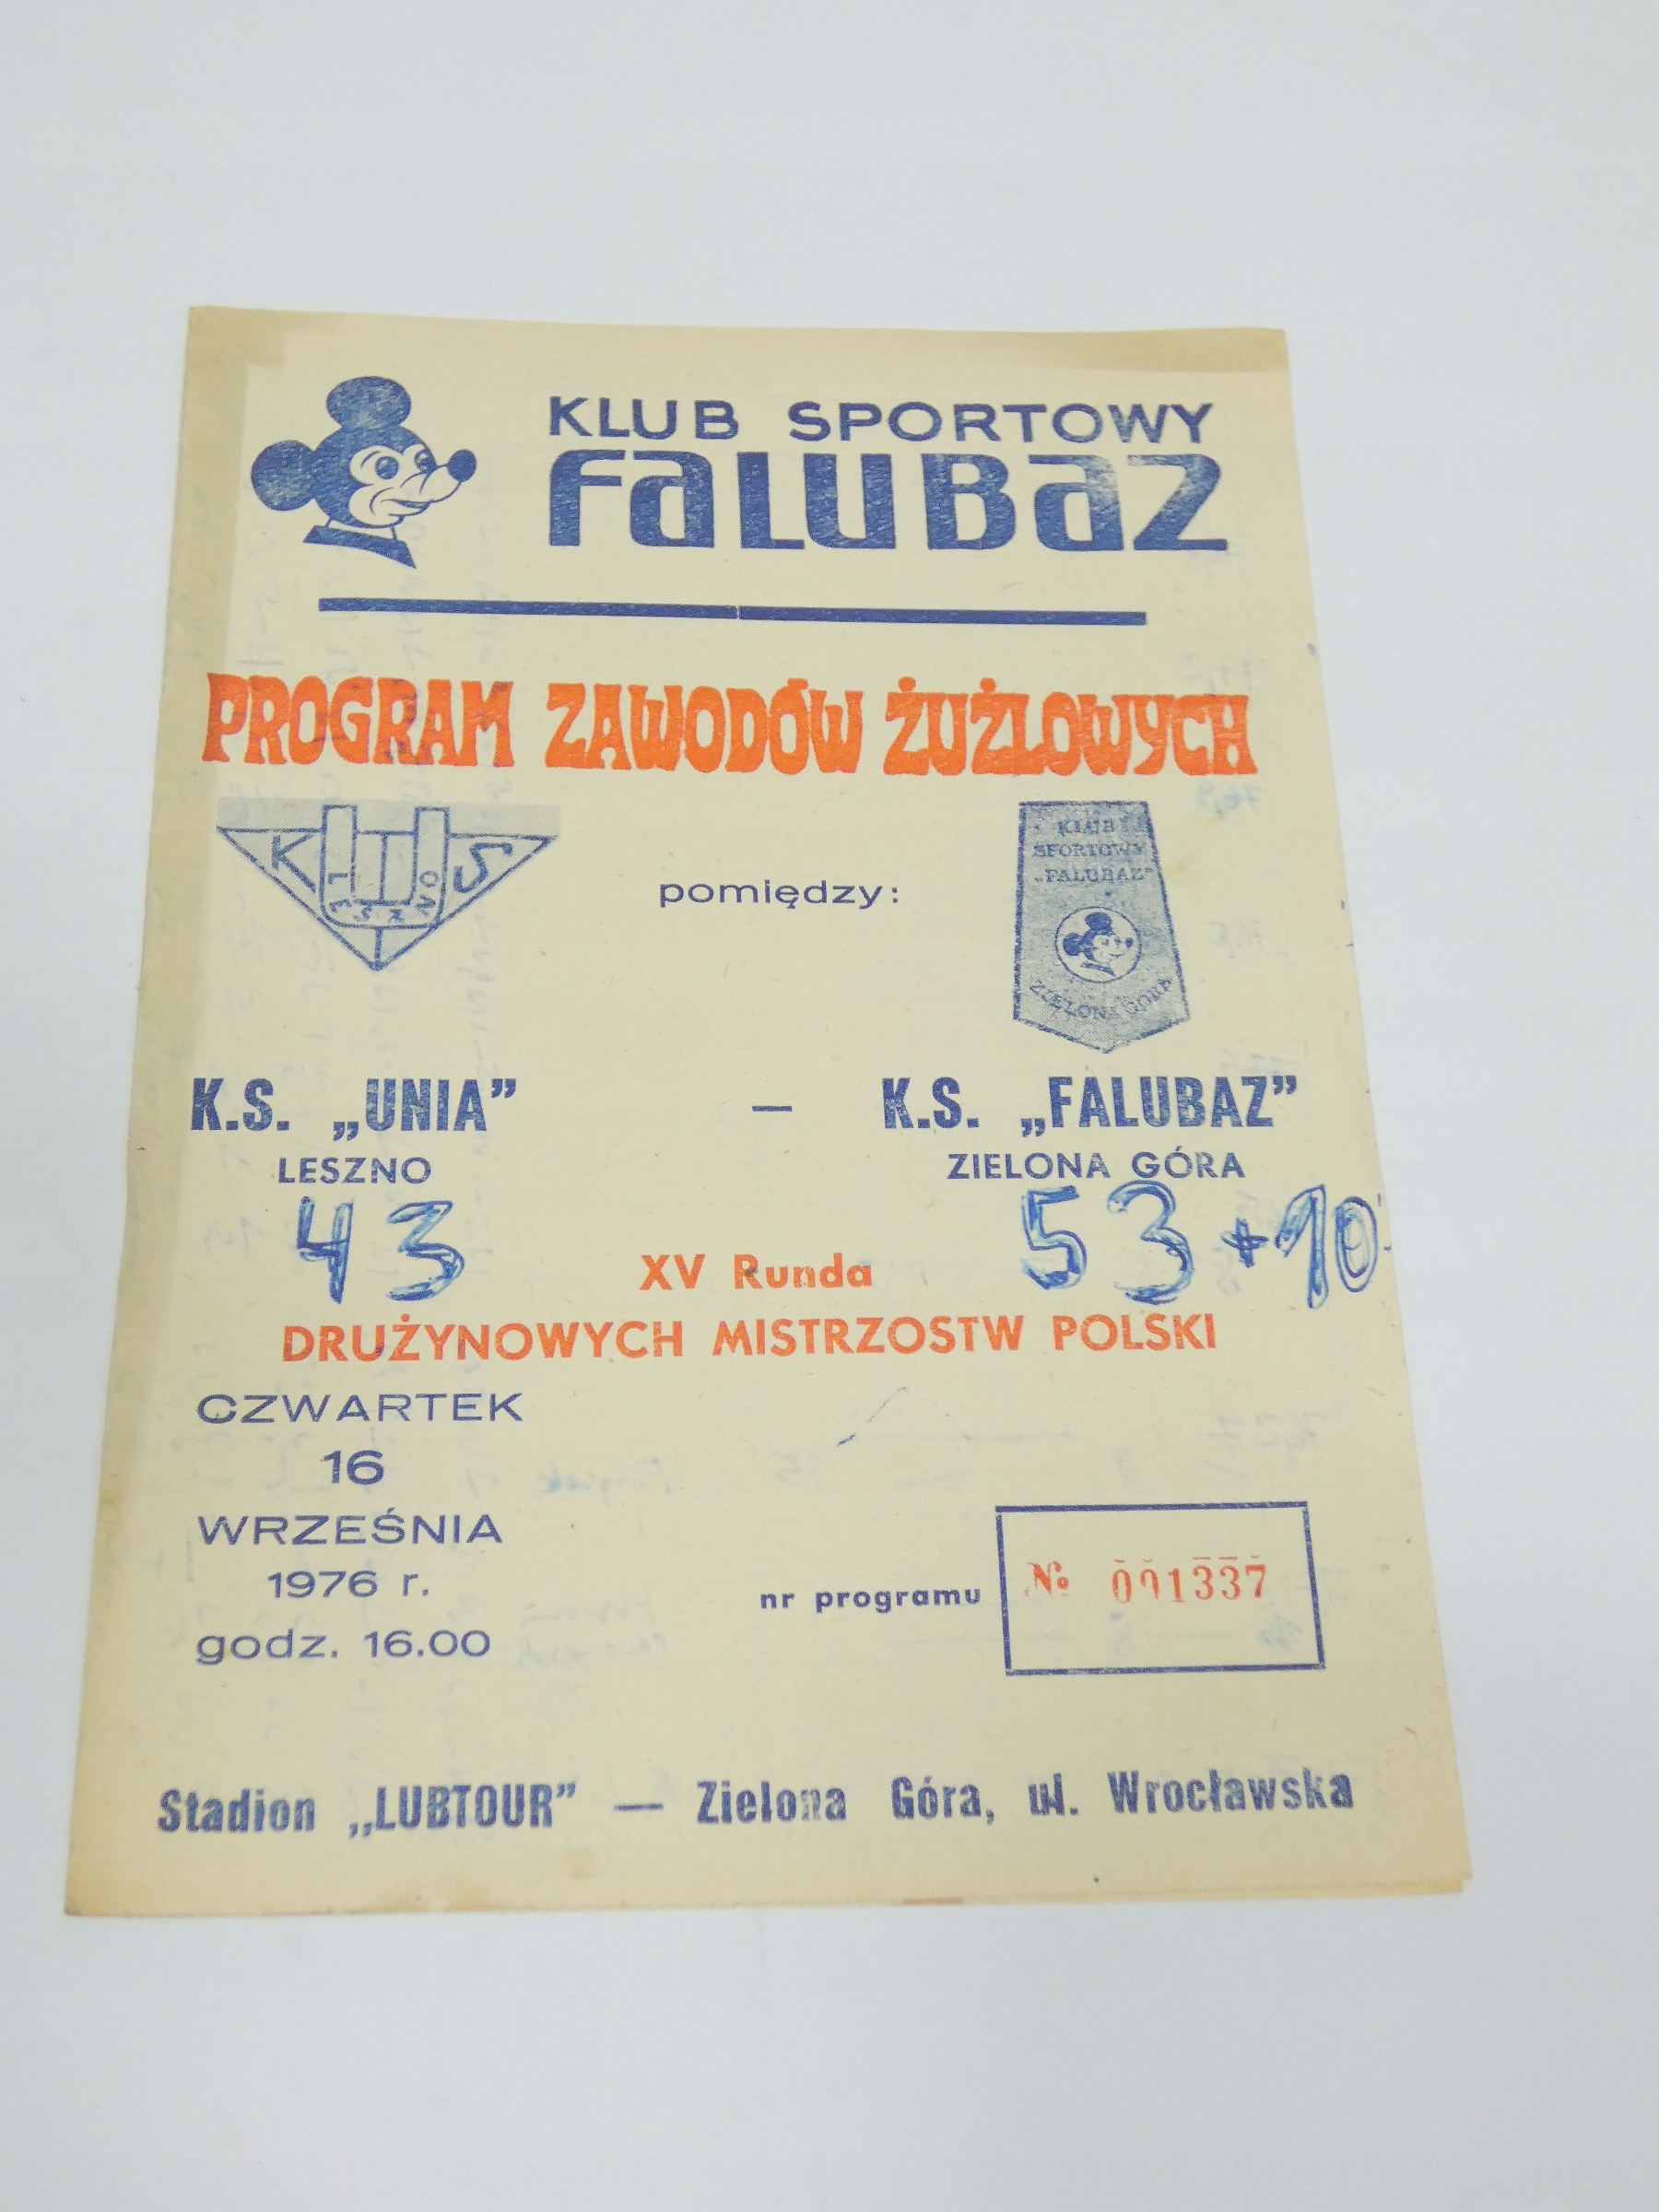 KLUB SPORTOWY
FALUBAZ
PROGRAM ZAWODÓW ŻUŻLOWYCH
K U S
LESZNO
pomiędzy:
KLUB
SPORTOWY
„FALUBAZ”
ZIELONA GÓRA
K.S. „UNIA” — K.S. „FALUBAZ”
LESZNO ZIELONA GÓRA
43 53+10
XV Runda
DRUŻYNOWYCH MISTRZOSTW POLSKI
CZWARTEK
16
WRZEŚNIA
1976 r.
godz. 16.00
nr programu № 001337
Stadion „LUBTOUR” — Zielona Góra, ul. Wrocławska